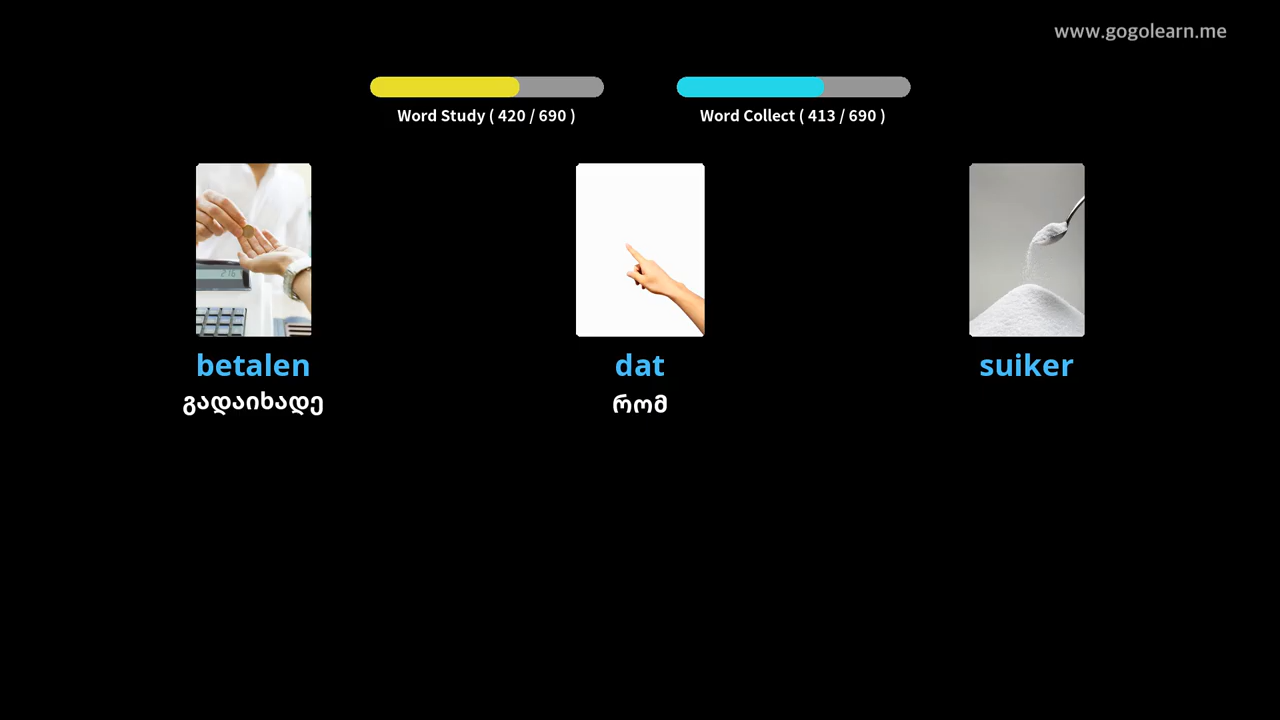 www.gogolearn.me
Word Study ( 420 / 690 )
Word Collect ( 413 / 690 )
betalen
dat
suiker
გადაიხადე
რომ